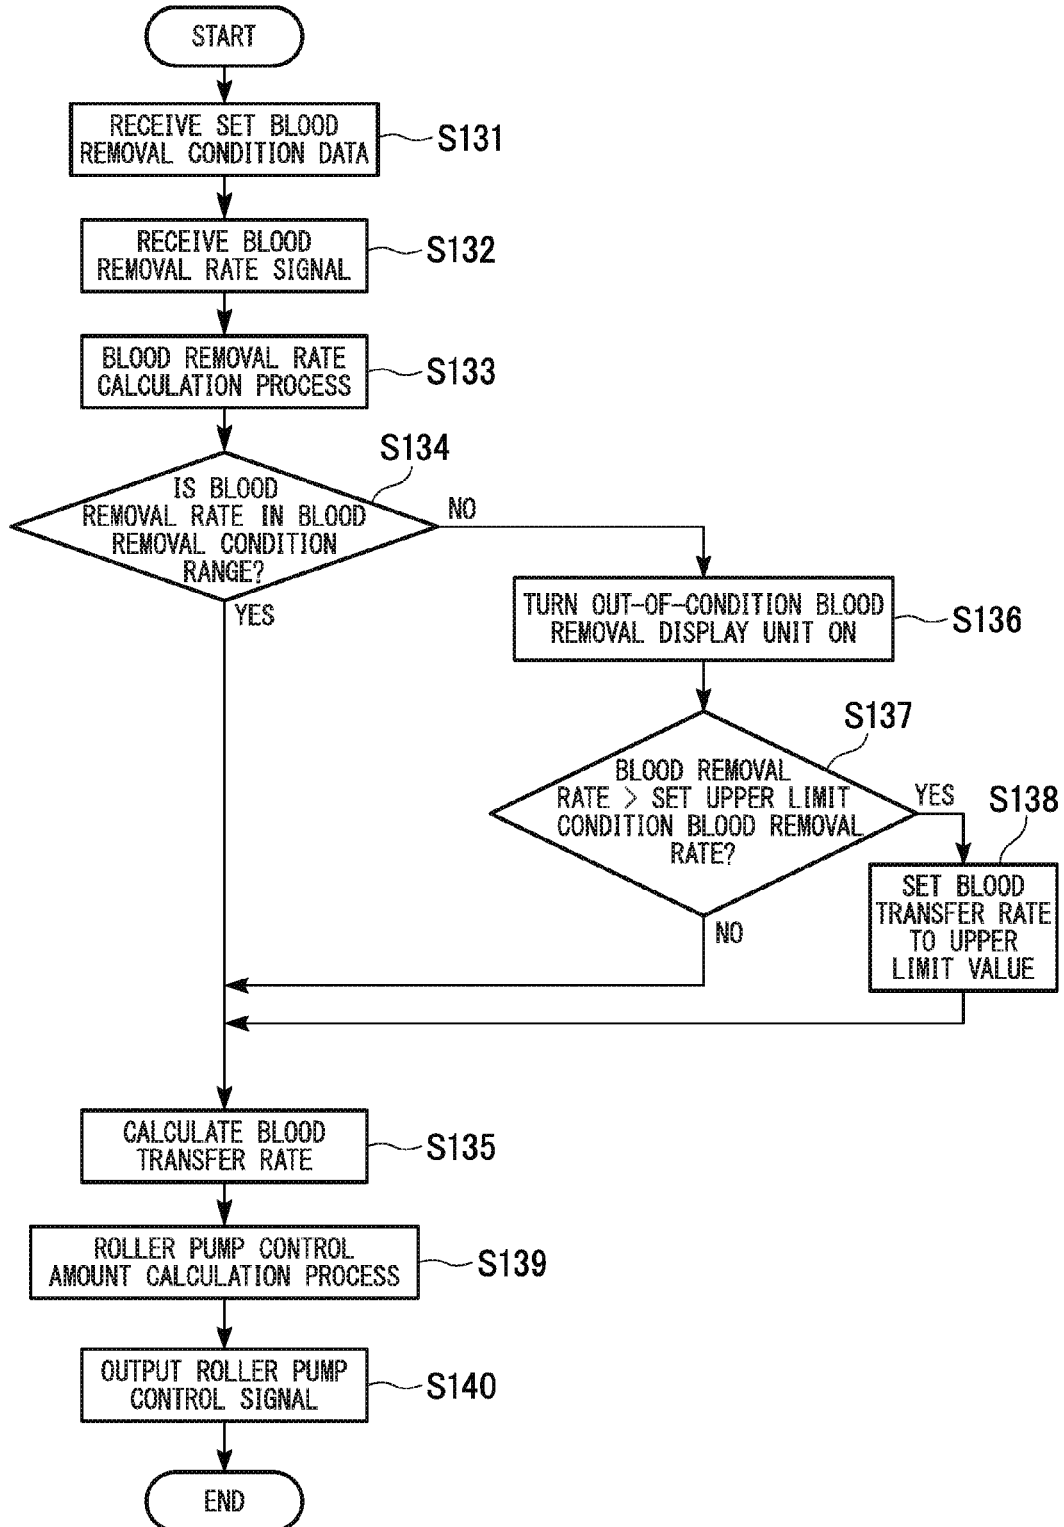 START
RECEIVE SET BLOOD
REMOVAL CONDITION DATA
S131
RECEIVE BLOOD
REMOVAL RATE SIGNAL
S132
BLOOD REMOVAL RATE
CALCULATION PROCESS
S133
S134
IS BLOOD
REMOVAL RATE IN BLOOD
REMOVAL CONDITION
RANGE?
NO
YES
TURN OUT-OF-CONDITION BLOOD
REMOVAL DISPLAY UNIT ON
S136
S137
BLOOD REMOVAL
RATE > SET UPPER LIMIT
CONDITION BLOOD REMOVAL
RATE?
YES
NO
S138
SET BLOOD
TRANSFER RATE
TO UPPER
LIMIT VALUE
CALCULATE BLOOD
TRANSFER RATE
S135
ROLLER PUMP CONTROL
AMOUNT CALCULATION PROCESS
S139
OUTPUT ROLLER PUMP
CONTROL SIGNAL
S140
END